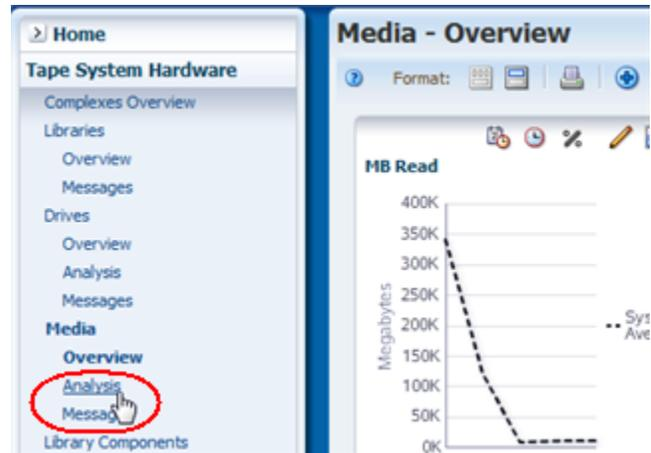 Home
Tape System Hardware
Complexes Overview
Libraries
Overview
Messages
Drives
Overview
Analysis
Messages
Media
Overview
Analysis
Library Components
Media - Overview
Format:
MB Read
Megabytes
400K
350K
300K
250K
200K
150K
100K
50K
0K